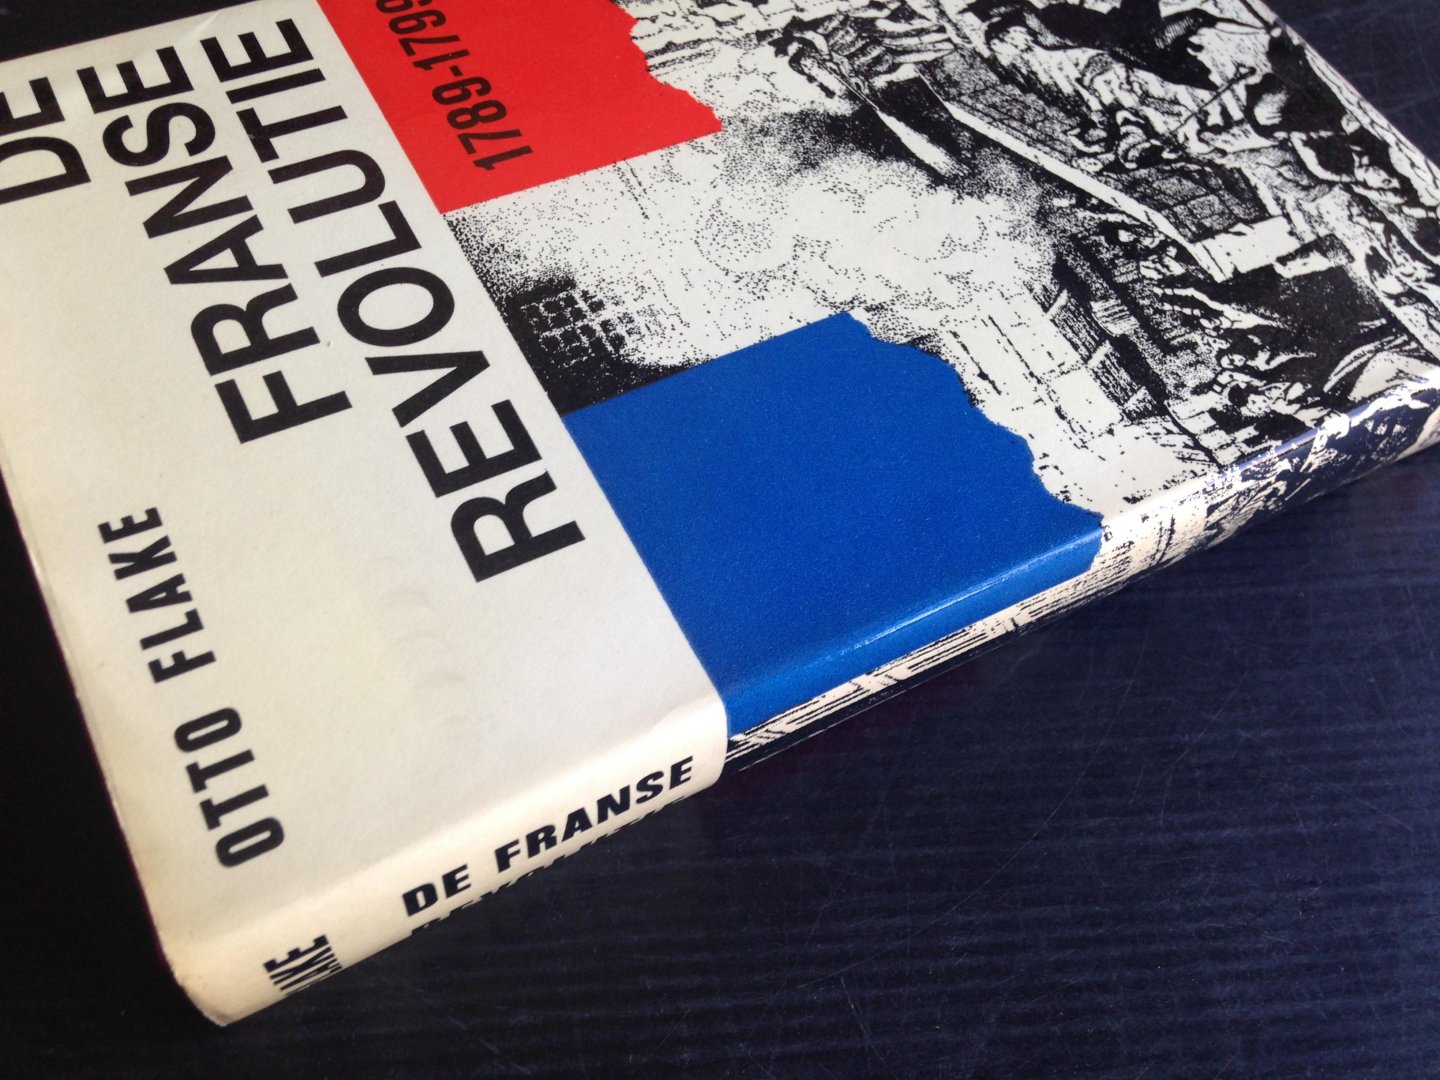 OTTO FLAKE
DE
FRANSE
REVOLUTIE
1789-1799
DE FRANSE